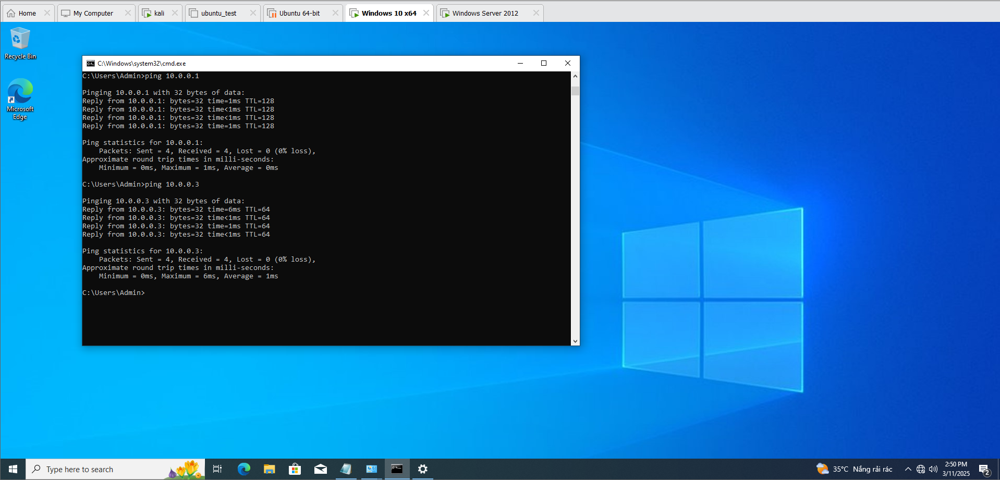 Home
My Computer
kali
ubuntu_test
Ubuntu 64-bit
Windows 10 x64
Windows Server 2012
Recycle Bin
Microsoft
Edge
C:\Windows\system32\cmd.exe
C:\Users\Admin>ping 10.0.0.1
Pinging 10.0.0.1 with 32 bytes of data:
Reply from 10.0.0.1: bytes=32 time=1ms TTL=128
Reply from 10.0.0.1: bytes=32 time<1ms TTL=128
Reply from 10.0.0.1: bytes=32 time<1ms TTL=128
Reply from 10.0.0.1: bytes=32 time=1ms TTL=128
Ping statistics for 10.0.0.1:
Packets: Sent = 4, Received = 4, Lost = 0 (0% loss),
Approximate round trip times in milli-seconds:
Minimum = 0ms, Maximum = 1ms, Average = 0ms
C:\Users\Admin>ping 10.0.0.3
Pinging 10.0.0.3 with 32 bytes of data:
Reply from 10.0.0.3: bytes=32 time=6ms TTL=64
Reply from 10.0.0.3: bytes=32 time<1ms TTL=64
Reply from 10.0.0.3: bytes=32 time=1ms TTL=64
Reply from 10.0.0.3: bytes=32 time<1ms TTL=64
Ping statistics for 10.0.0.3:
Packets: Sent = 4, Received = 4, Lost = 0 (0% loss),
Approximate round trip times in milli-seconds:
Minimum = 0ms, Maximum = 6ms, Average = 1ms
C:\Users\Admin>
Type here to search
35°C Nắng rải rác
2:50 PM
3/11/2025
2